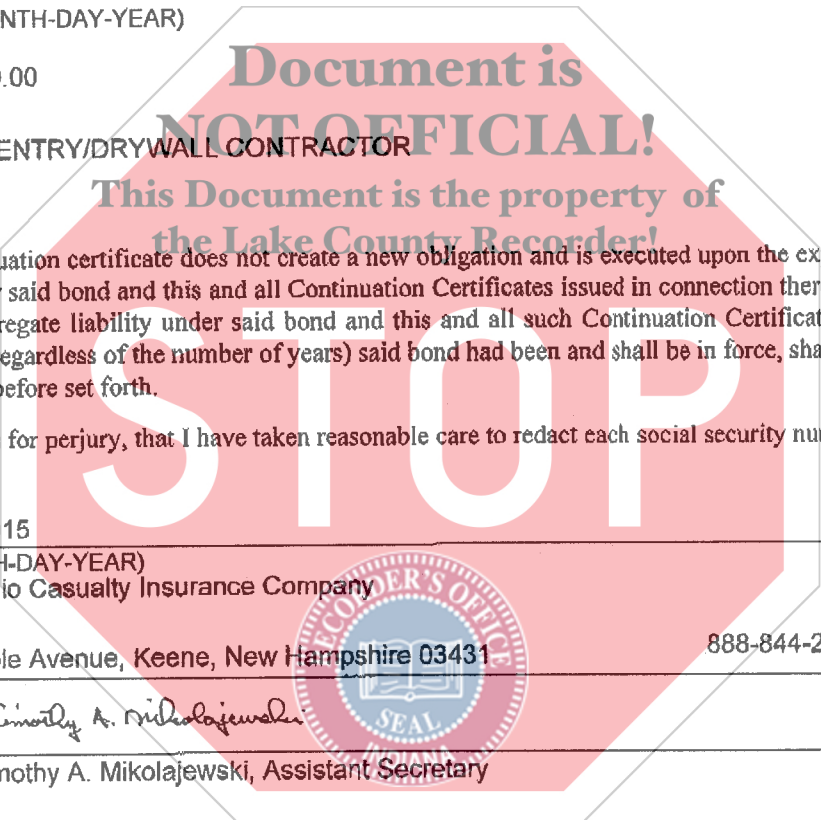 NTH-DAY-YEAR)
Document is
.00
NOT OFFICIAL!
ENTRY/DRYWALL CONTRACTOR
This Document is the property of
the Lake County Recorder!
uation certificate does not create a new obligation and is executed upon the ex
said bond and this and all Continuation Certificates issued in connection ther
regate liability under said bond and this and all such Continuation Certificat
egardless of the number of years) said bond had been and shall be in force, sha
before set forth.
STOP
for perjury, that I have taken reasonable care to redact each social security nu
15
H-DAY-YEAR)
io Casualty Insurance Company
RECORDER'S OFFICE
le Avenue, Keene, New Hampshire 03431
888-844-2
Timothy A. Mikolajewski
SEAL
INDIANA
mothy A. Mikolajewski, Assistant Secretary